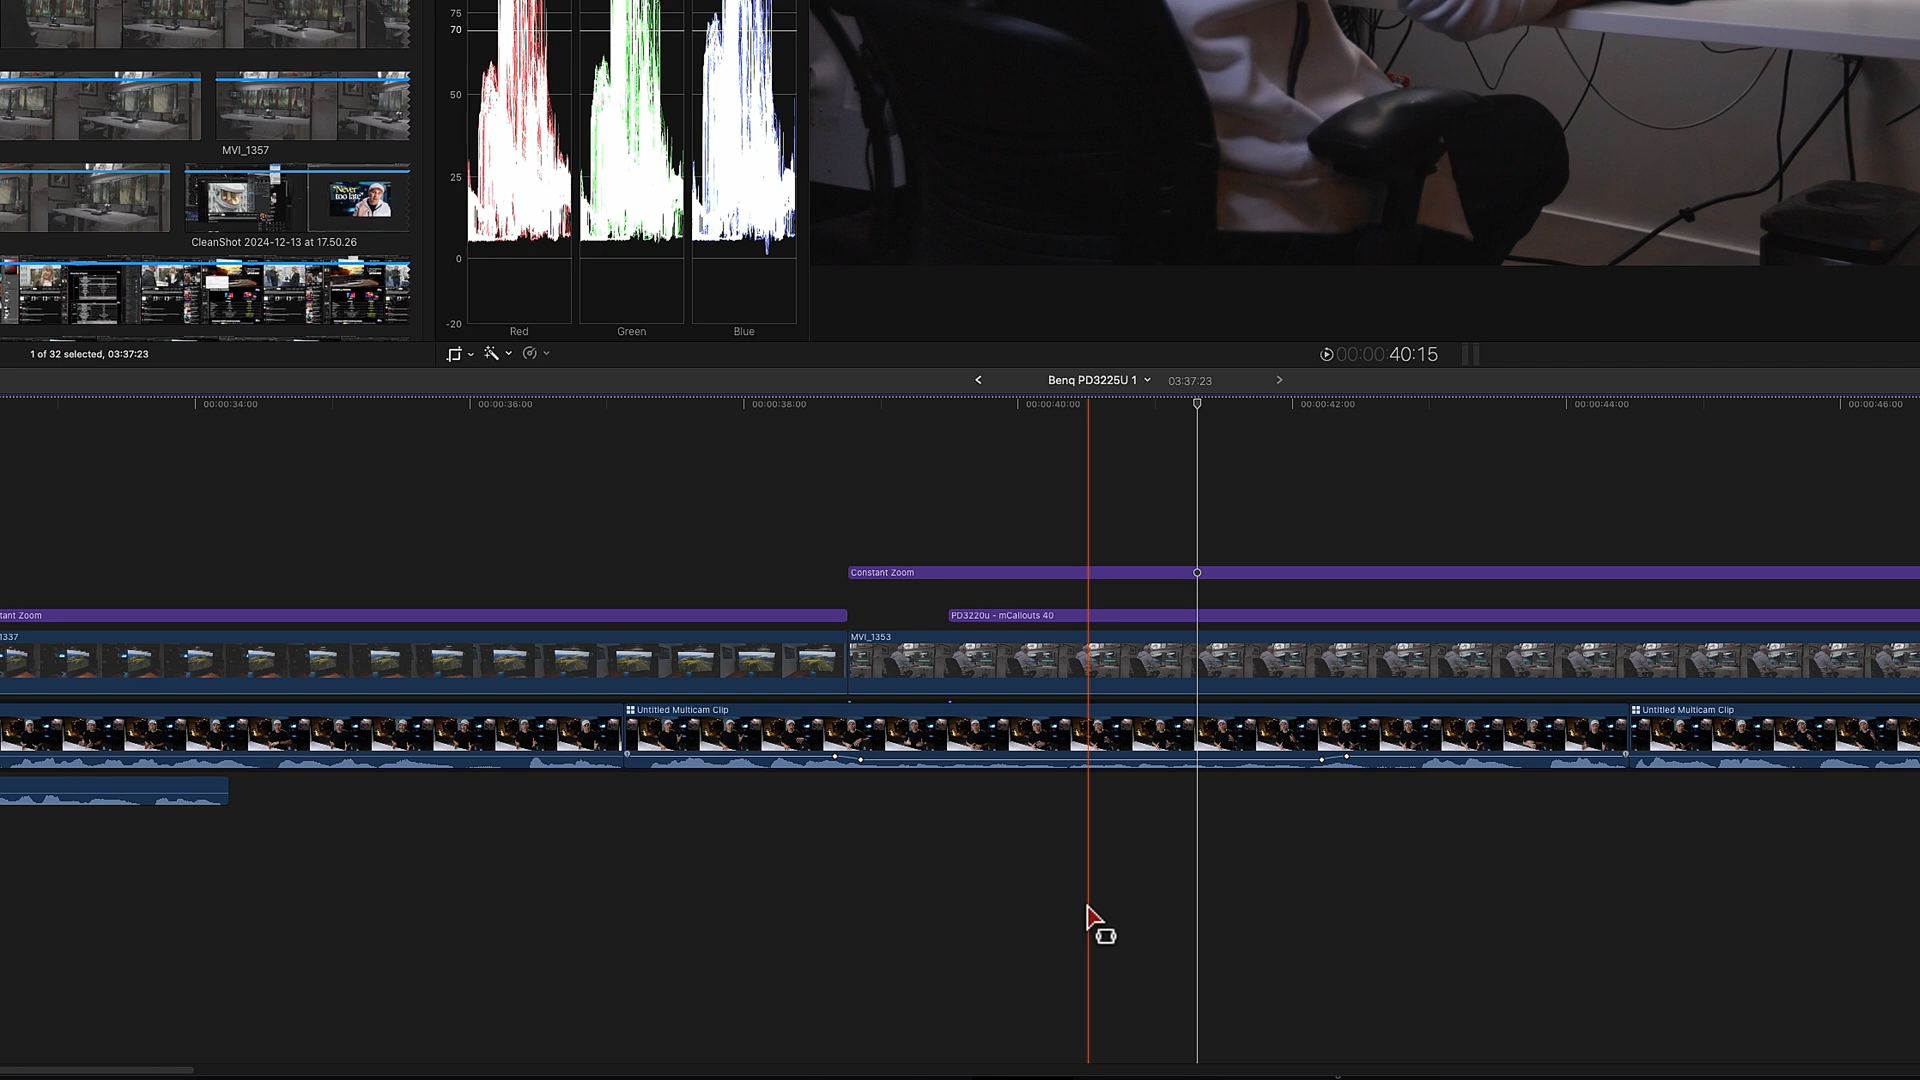 75
70
50
25
0
-20
Red
Green
Blue
MVI_1357
"Never
too late"
CleanShot 2024-12-13 at 17.50.26
1 of 32 selected, 03:37:23
00:00:40:15
Benq PD3225U 1
03:37:23
00:00:34:00
00:00:36:00
00:00:38:00
00:00:40:00
00:00:42:00
00:00:44:00
00:00:46:00
Constant Zoom
tant Zoom
PD3220u - mCallouts 40
1337
MVI_1353
Untitled Multicam Clip
Untitled Multicam Clip